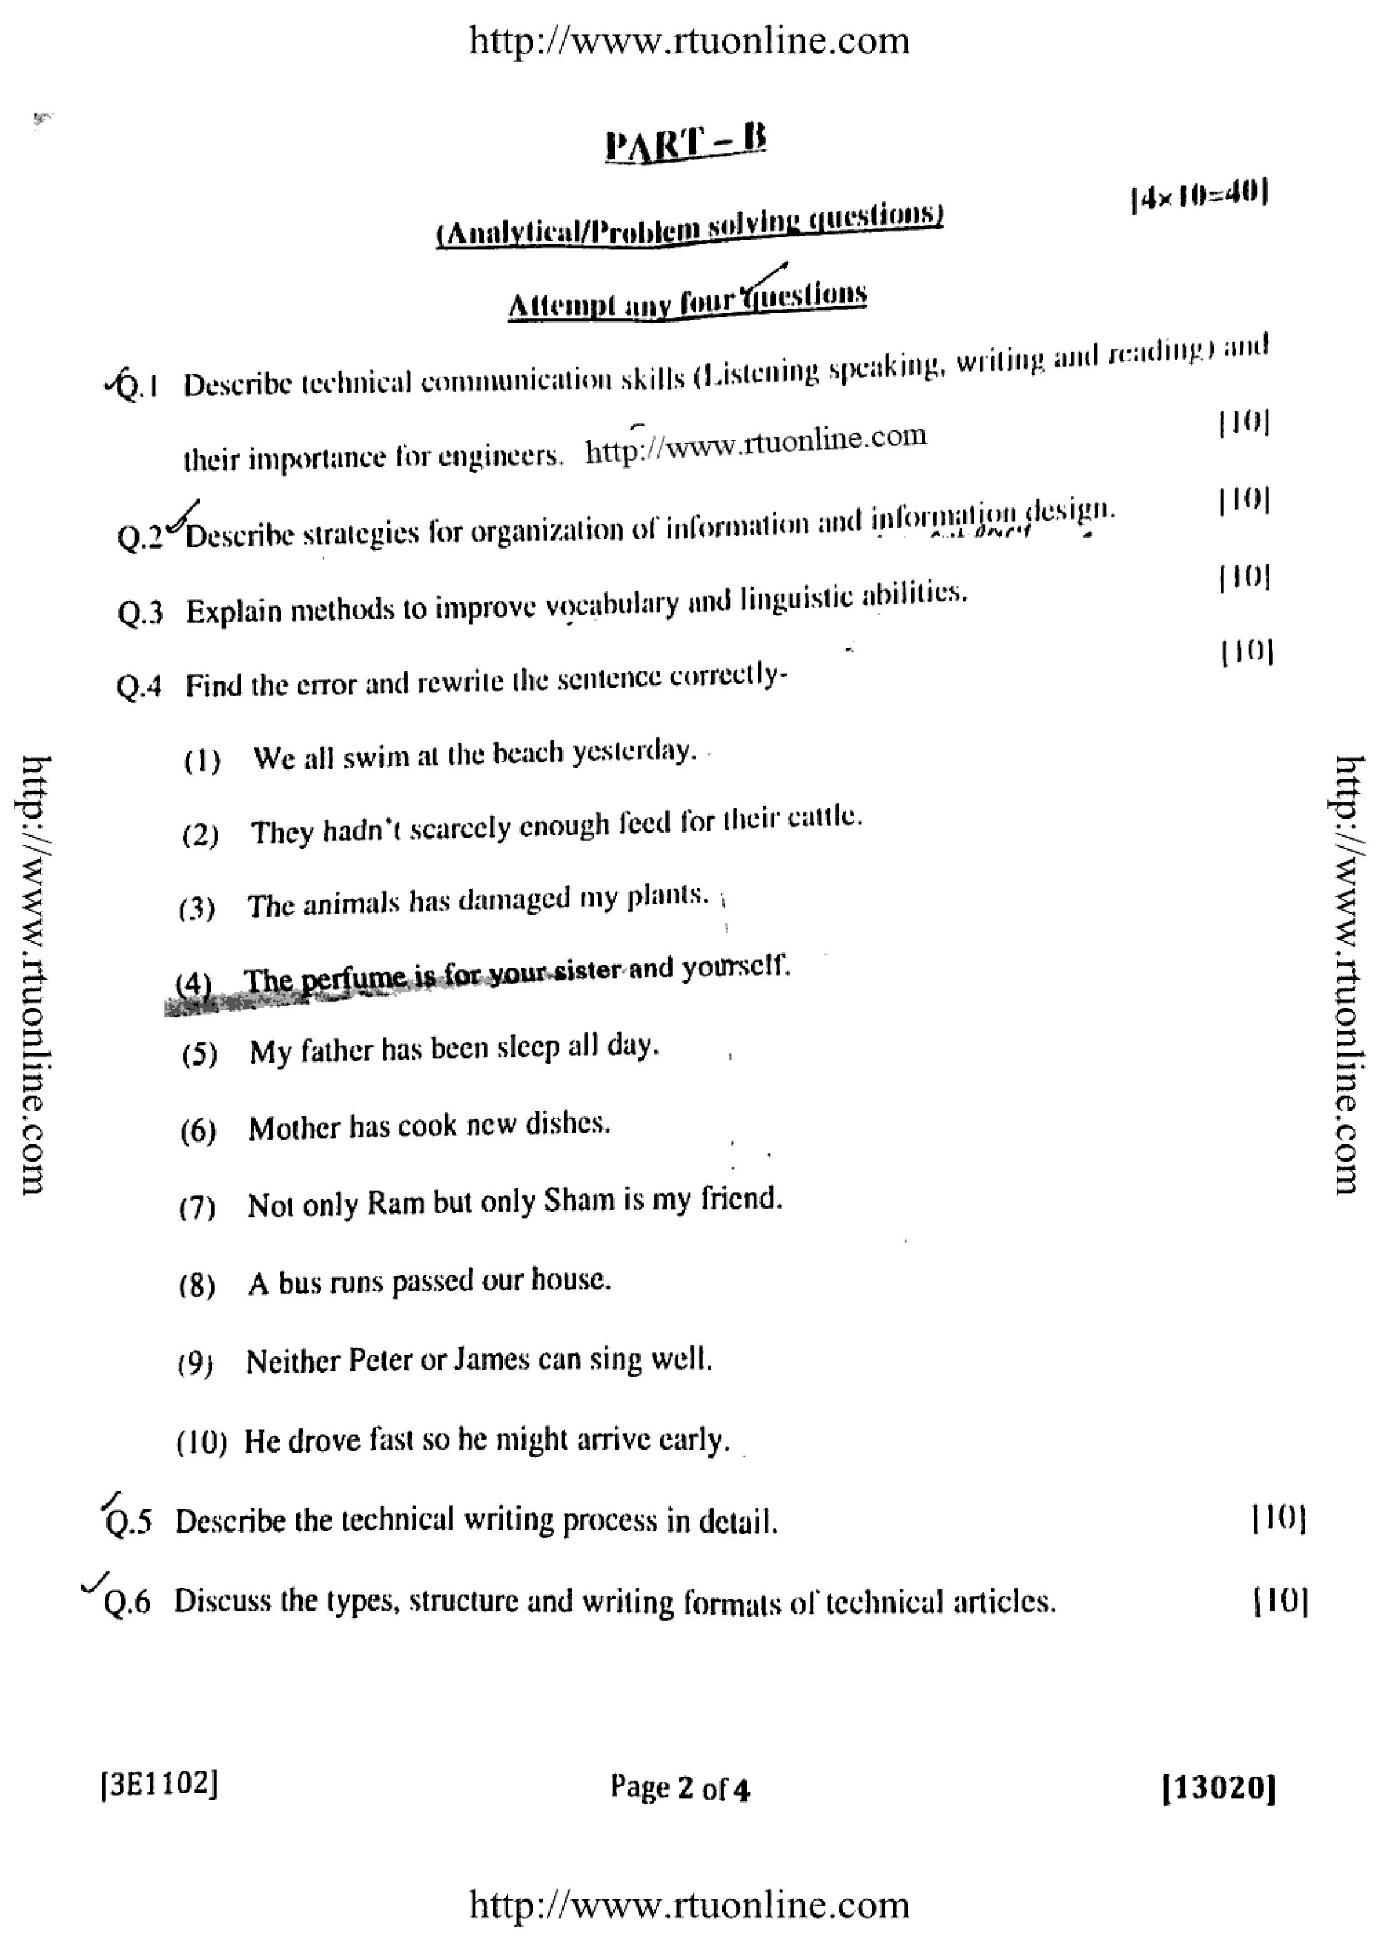 http://www.rtuonline.com
PART – B
[4×10=40]
(Analytical/Problem solving questions)
Attempt any four questions
Q.1 Describe technical communication skills (Listening speaking, writing and reading) and
their importance for engineers. http://www.rtuonline.com [10]
Q.2 Describe strategies for organization of information and information design. [10]
Q.3 Explain methods to improve vocabulary and linguistic abilities. [10]
Q.4 Find the error and rewrite the sentence correctly- [10]
(1) We all swim at the beach yesterday.
(2) They hadn't scarcely enough feed for their cattle.
(3) The animals has damaged my plants.
(4) The perfume is for your sister and yourself.
(5) My father has been sleep all day.
(6) Mother has cook new dishes.
(7) Not only Ram but only Sham is my friend.
(8) A bus runs passed our house.
(9) Neither Peter or James can sing well.
(10) He drove fast so he might arrive early.
Q.5 Describe the technical writing process in detail. [10]
Q.6 Discuss the types, structure and writing formats of technical articles. [10]
[3E1102] Page 2 of 4 [13020]
http://www.rtuonline.com
http://www.rtuonline.com
http://www.rtuonline.com